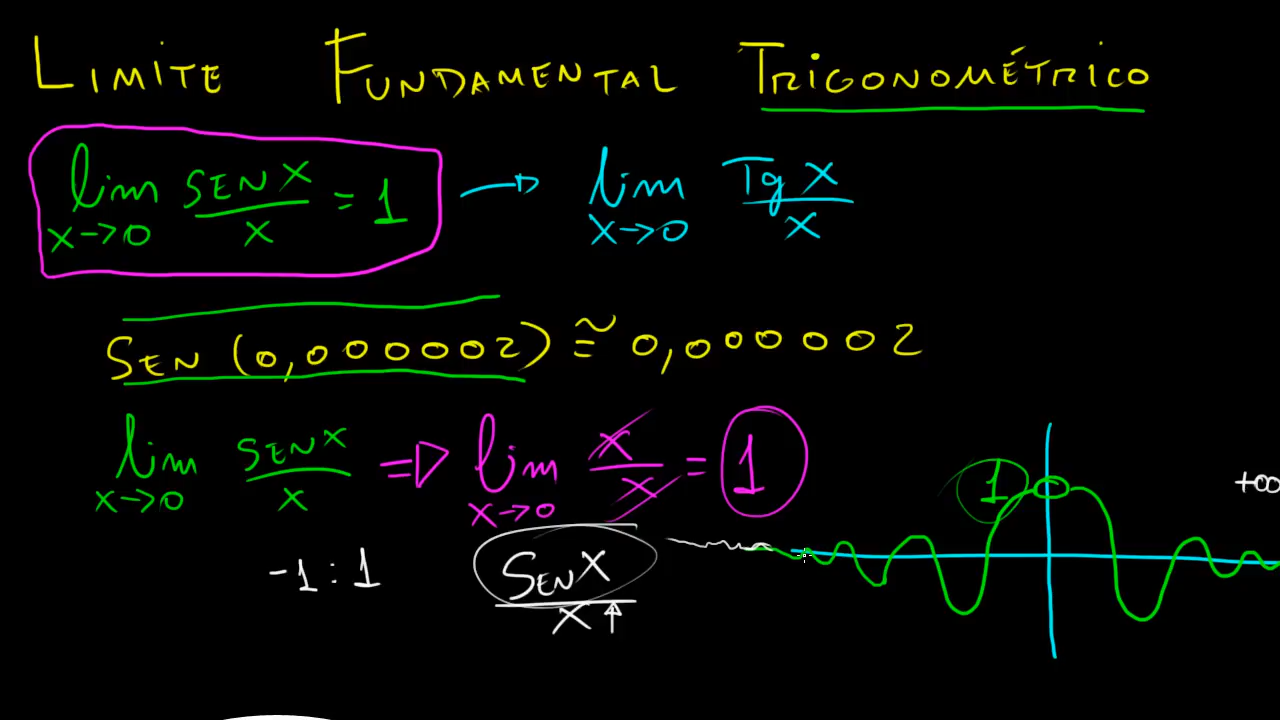 LIMITE FUNDAMENTAL TRIGONOMÉTRICO
lim x→0 SEN X / X = 1 → lim x→0 Tg X / X
SEN (0,000002) ≅ 0,000002
lim x→0 SEN X / X ⇒ lim x→0 X / X = 1
1
+∞
-1 : 1
SEN X / X ↑